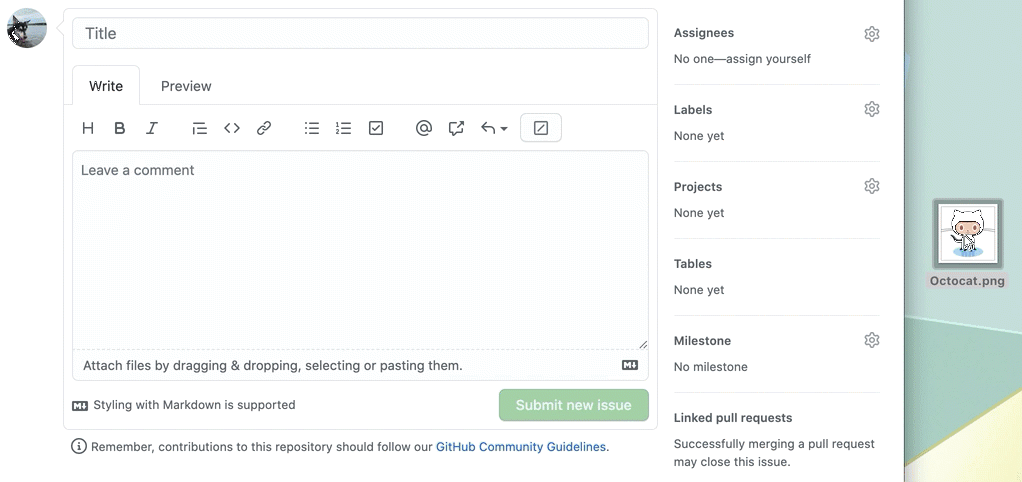 Title
Write
Preview
H B I
Leave a comment
Attach files by dragging & dropping, selecting or pasting them.
Styling with Markdown is supported
Submit new issue
Remember, contributions to this repository should follow our GitHub Community Guidelines.
Assignees
No one—assign yourself
Labels
None yet
Projects
None yet
Tables
None yet
Milestone
No milestone
Linked pull requests
Successfully merging a pull request
may close this issue.
Octocat.png